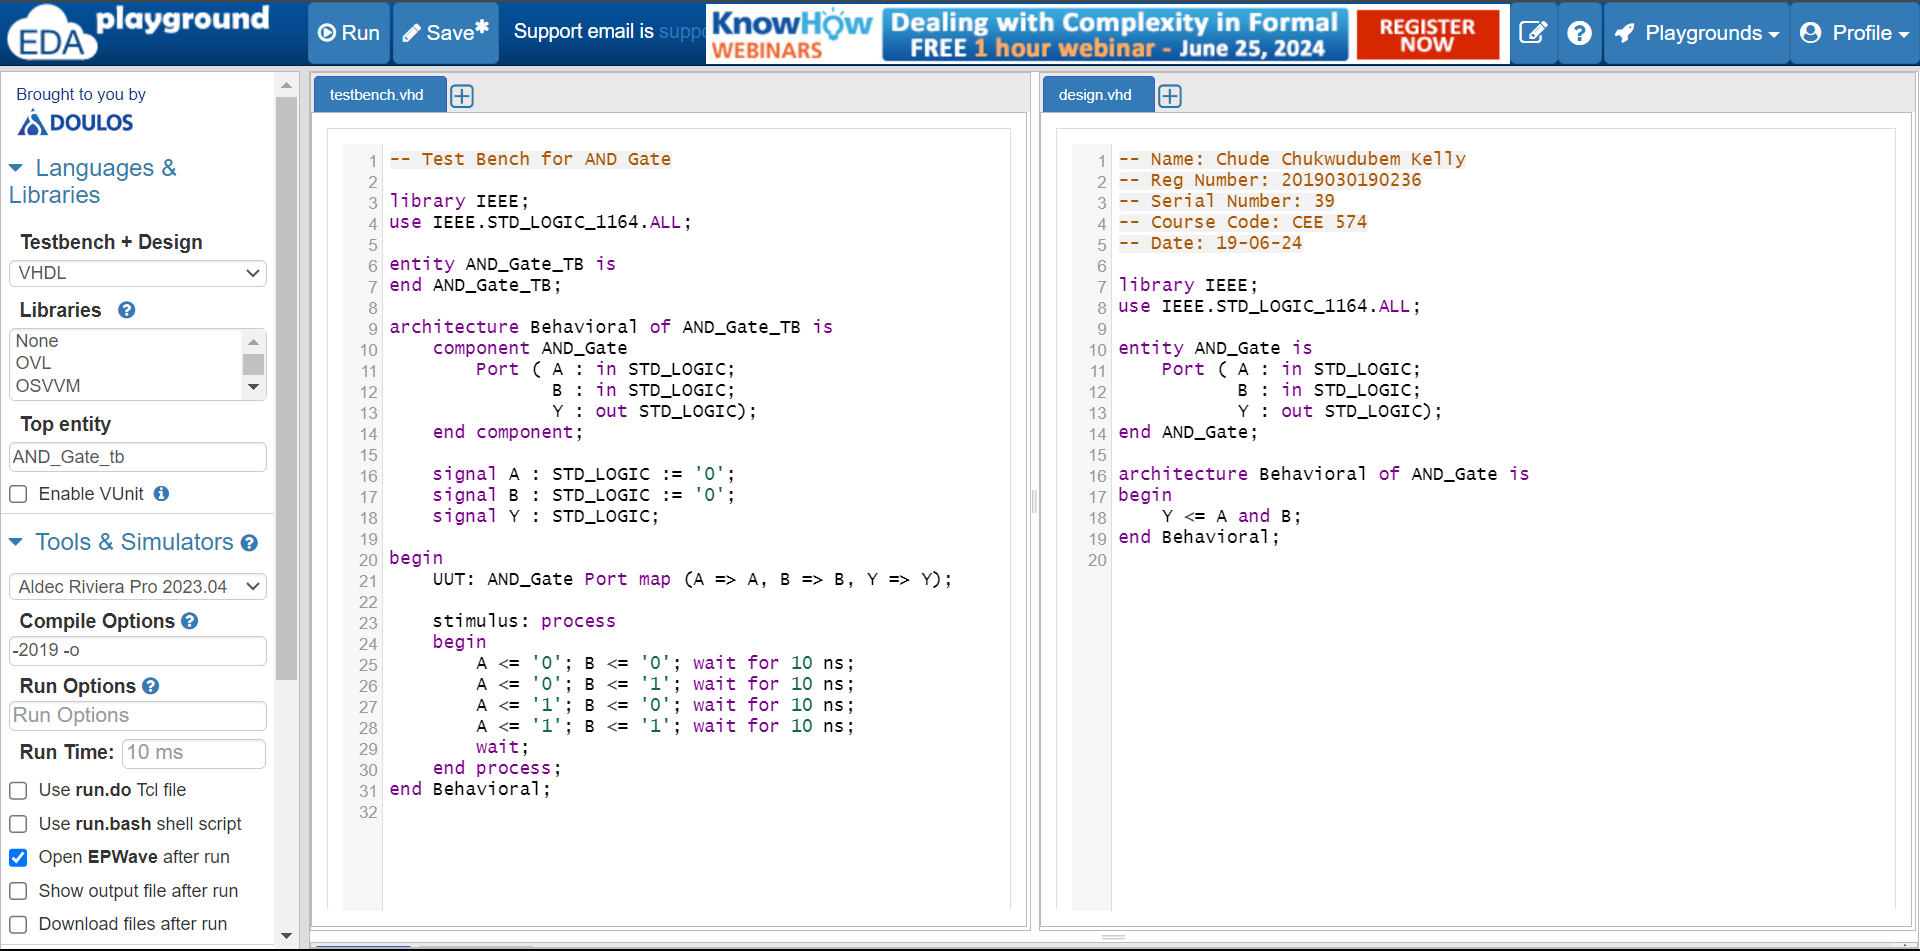 EDA playground
Run
Save*
Support email is supp
KnowHow WEBINARS
Dealing with Complexity in Formal
FREE 1 hour webinar - June 25, 2024
REGISTER NOW
Playgrounds
Profile
Brought to you by
DOULOS
Languages & Libraries
Testbench + Design
VHDL
Libraries
None
OVL
OSVVM
Top entity
AND_Gate_tb
Enable VUnit
Tools & Simulators
Aldec Riviera Pro 2023.04
Compile Options
-2019 -o
Run Options
Run Options
Run Time: 10 ms
Use run.do Tcl file
Use run.bash shell script
Open EPWave after run
Show output file after run
Download files after run
testbench.vhd
1 -- Test Bench for AND Gate
2
3 library IEEE;
4 use IEEE.STD_LOGIC_1164.ALL;
5
6 entity AND_Gate_TB is
7 end AND_Gate_TB;
8
9 architecture Behavioral of AND_Gate_TB is
10     component AND_Gate
11         Port ( A : in STD_LOGIC;
12                B : in STD_LOGIC;
13                Y : out STD_LOGIC);
14     end component;
15
16     signal A : STD_LOGIC := '0';
17     signal B : STD_LOGIC := '0';
18     signal Y : STD_LOGIC;
19
20 begin
21     UUT: AND_Gate Port map (A => A, B => B, Y => Y);
22
23     stimulus: process
24     begin
25         A <= '0'; B <= '0'; wait for 10 ns;
26         A <= '0'; B <= '1'; wait for 10 ns;
27         A <= '1'; B <= '0'; wait for 10 ns;
28         A <= '1'; B <= '1'; wait for 10 ns;
29         wait;
30     end process;
31 end Behavioral;
32
design.vhd
1 -- Name: Chude Chukwudubem Kelly
2 -- Reg Number: 2019030190236
3 -- Serial Number: 39
4 -- Course Code: CEE 574
5 -- Date: 19-06-24
6
7 library IEEE;
8 use IEEE.STD_LOGIC_1164.ALL;
9
10 entity AND_Gate is
11     Port ( A : in STD_LOGIC;
12            B : in STD_LOGIC;
13            Y : out STD_LOGIC);
14 end AND_Gate;
15
16 architecture Behavioral of AND_Gate is
17 begin
18     Y <= A and B;
19 end Behavioral;
20